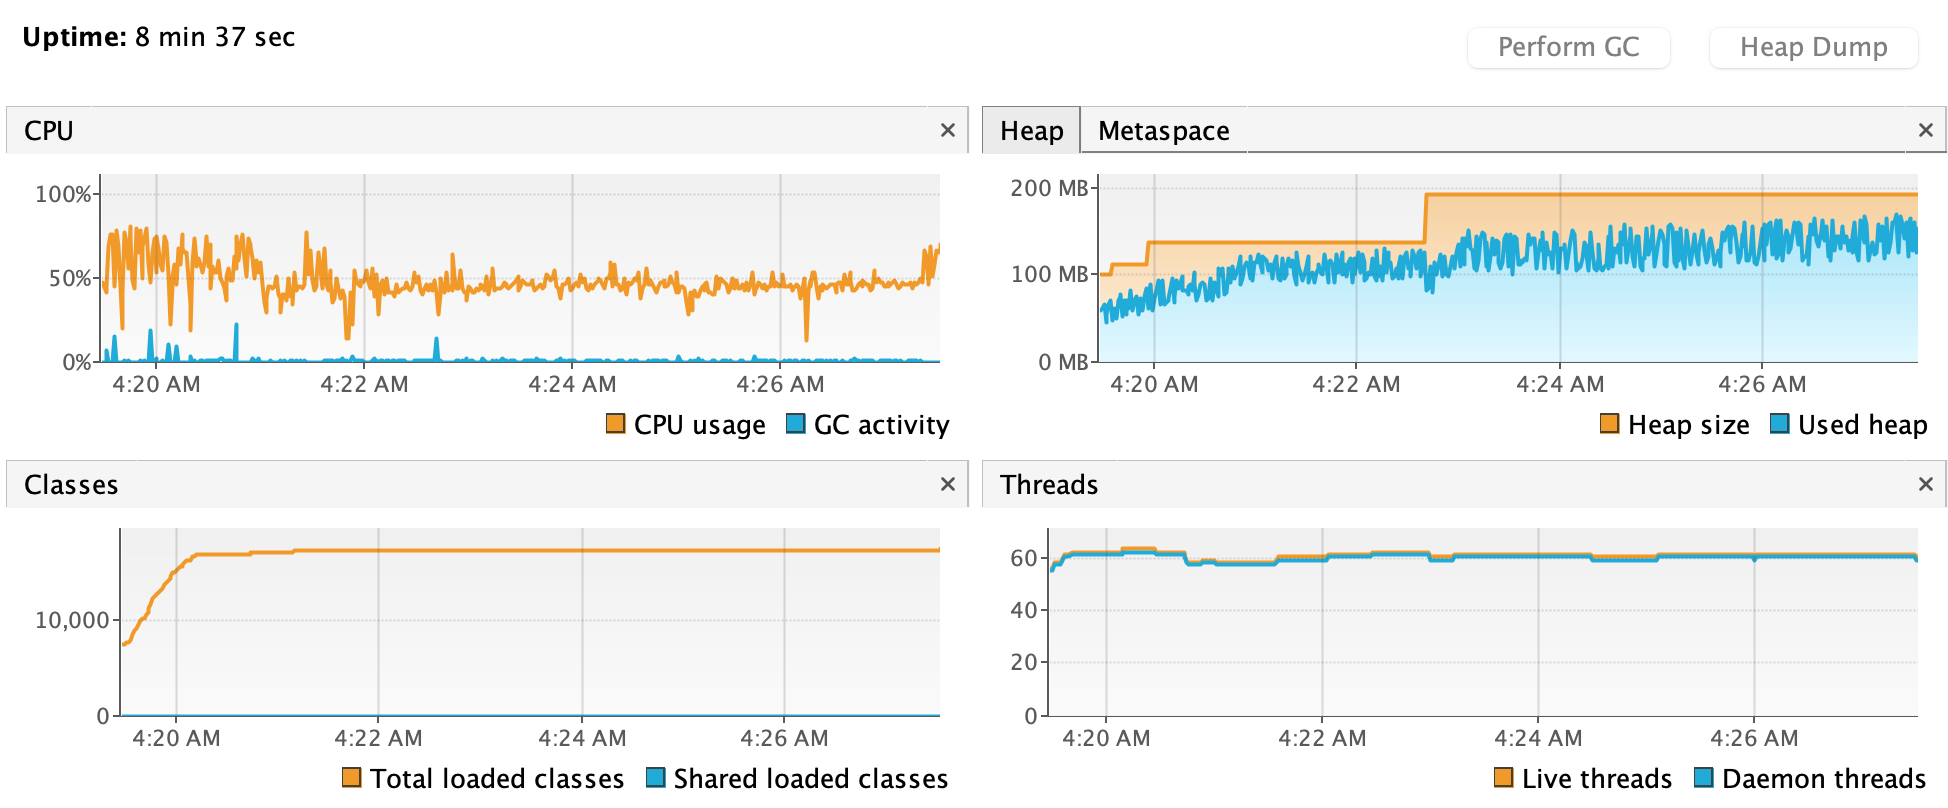 Uptime: 8 min 37 sec
Perform GC
Heap Dump
CPU ×
100%
50%
0%
4:20 AM 4:22 AM 4:24 AM 4:26 AM
CPU usage GC activity
Heap Metaspace ×
200 MB
100 MB
0 MB
4:20 AM 4:22 AM 4:24 AM 4:26 AM
Heap size Used heap
Classes ×
10,000
0
4:20 AM 4:22 AM 4:24 AM 4:26 AM
Total loaded classes Shared loaded classes
Threads ×
60
40
20
0
4:20 AM 4:22 AM 4:24 AM 4:26 AM
Live threads Daemon threads